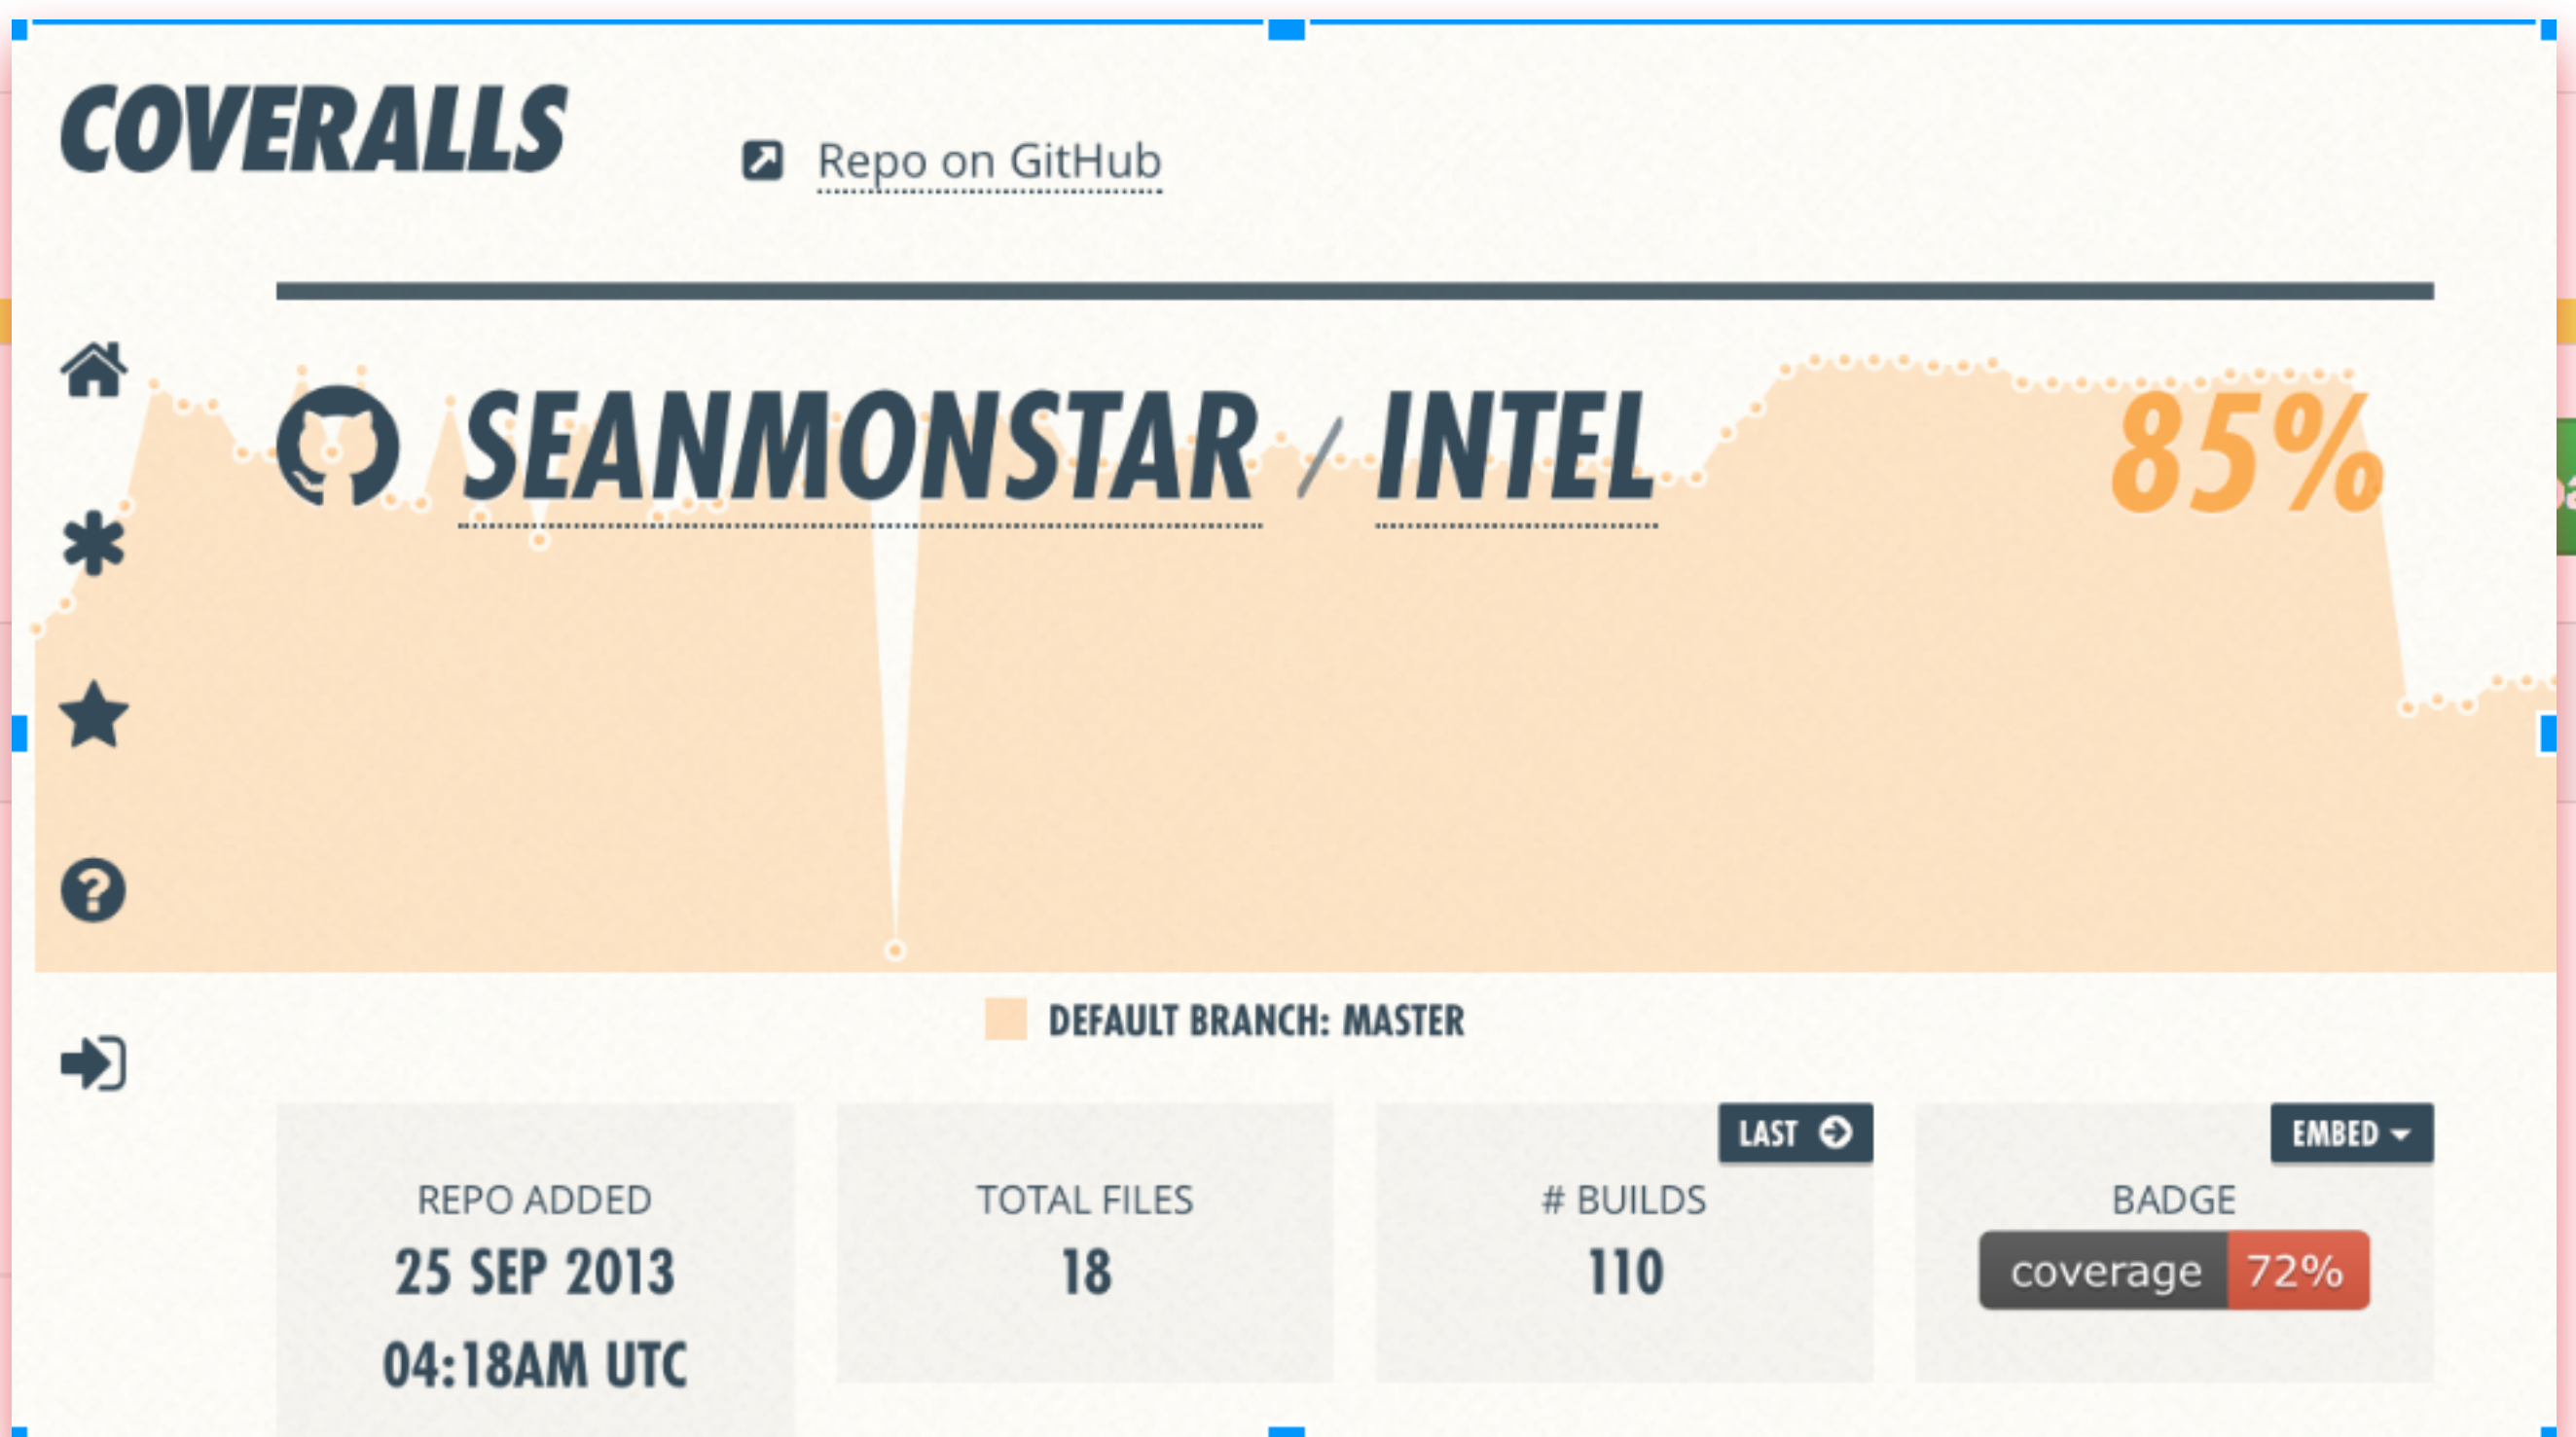 COVERALLS
Repo on GitHub
SEANMONSTAR / INTEL
85%
DEFAULT BRANCH: MASTER
LAST
EMBED
REPO ADDED
25 SEP 2013
04:18AM UTC
TOTAL FILES
18
# BUILDS
110
BADGE
coverage 72%